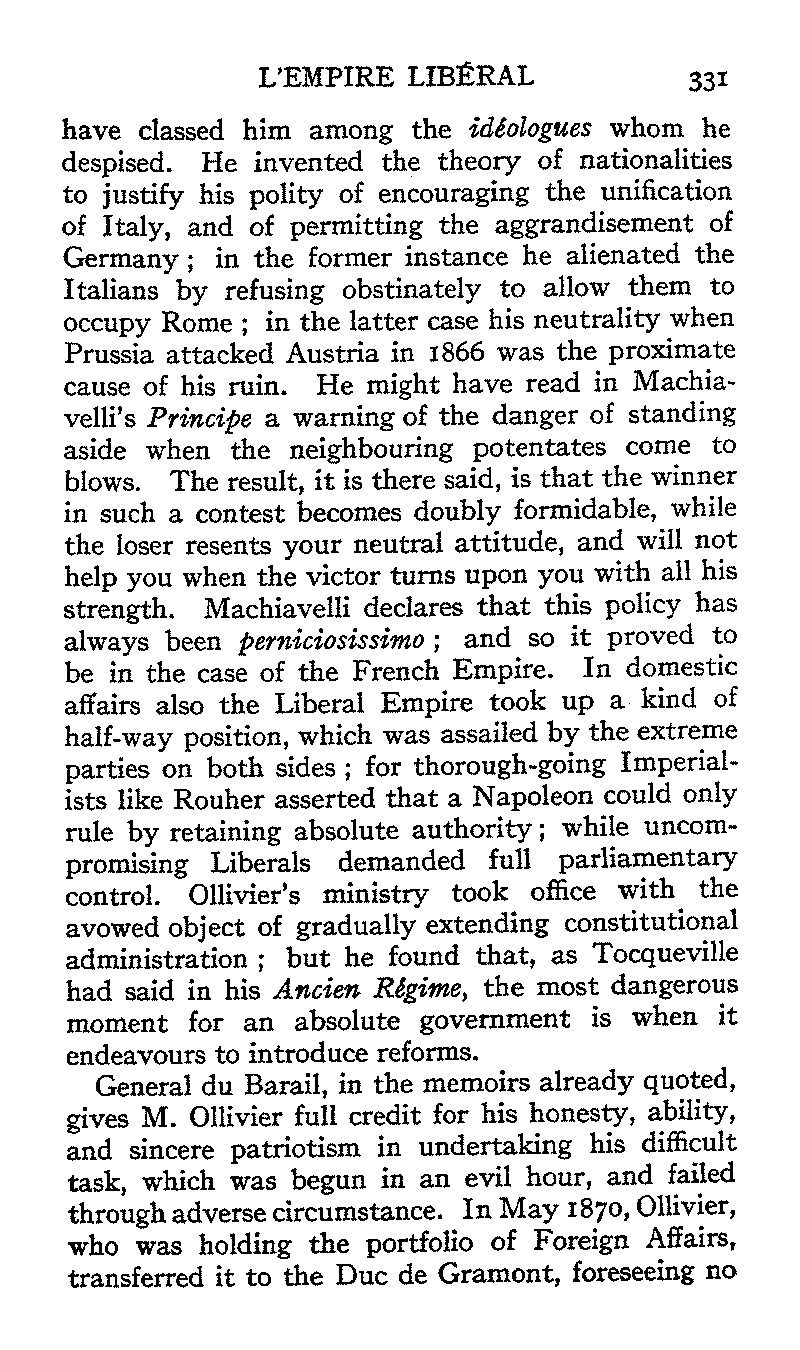 L'EMPIRE LIBÉRAL 331
have classed him among the idéologues whom he
despised. He invented the theory of nationalities
to justify his polity of encouraging the unification
of Italy, and of permitting the aggrandisement of
Germany ; in the former instance he alienated the
Italians by refusing obstinately to allow them to
occupy Rome ; in the latter case his neutrality when
Prussia attacked Austria in 1866 was the proximate
cause of his ruin. He might have read in Machia-
velli's Principe a warning of the danger of standing
aside when the neighbouring potentates come to
blows. The result, it is there said, is that the winner
in such a contest becomes doubly formidable, while
the loser resents your neutral attitude, and will not
help you when the victor turns upon you with all his
strength. Machiavelli declares that this policy has
always been perniciosissimo ; and so it proved to
be in the case of the French Empire. In domestic
affairs also the Liberal Empire took up a kind of
half-way position, which was assailed by the extreme
parties on both sides ; for thorough-going Imperial-
ists like Rouher asserted that a Napoleon could only
rule by retaining absolute authority ; while uncom-
promising Liberals demanded full parliamentary
control. Ollivier's ministry took office with the
avowed object of gradually extending constitutional
administration ; but he found that, as Tocqueville
had said in his Ancien Régime, the most dangerous
moment for an absolute government is when it
endeavours to introduce reforms.
General du Barail, in the memoirs already quoted,
gives M. Ollivier full credit for his honesty, ability,
and sincere patriotism in undertaking his difficult
task, which was begun in an evil hour, and failed
through adverse circumstance. In May 1870, Ollivier,
who was holding the portfolio of Foreign Affairs,
transferred it to the Duc de Gramont, foreseeing no